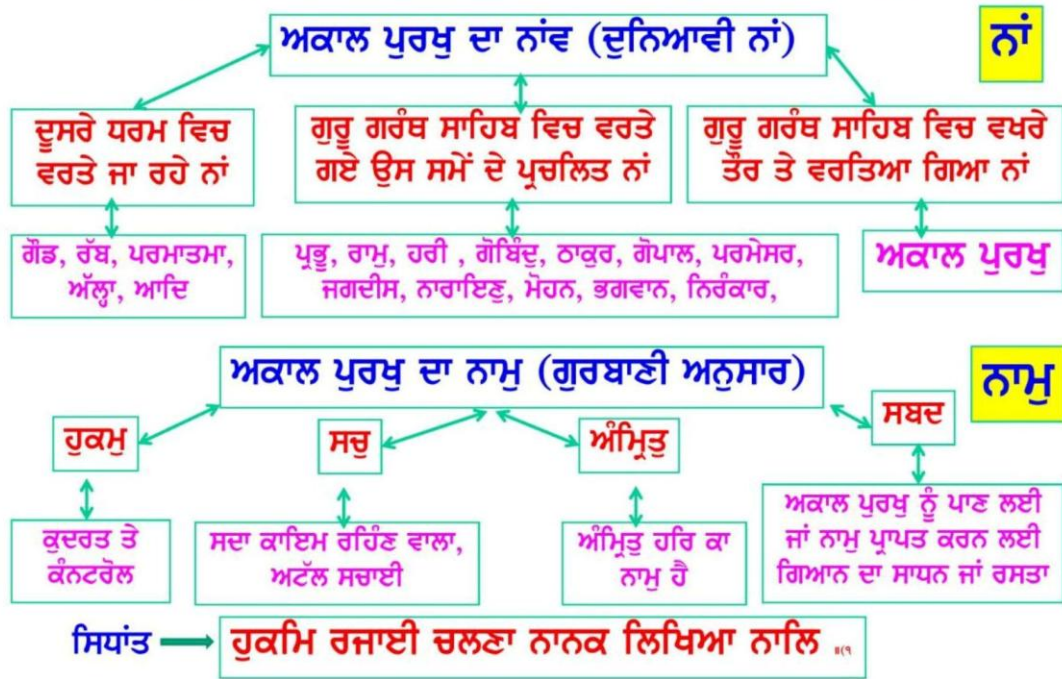 ਅਕਾਲ ਪੁਰਖੁ ਦਾ ਨਾਂਵ (ਦੁਨਿਆਵੀ ਨਾਂ)
ਨਾਂ
ਦੂਸਰੇ ਧਰਮ ਵਿਚ
ਵਰਤੇ ਜਾ ਰਹੇ ਨਾਂ
ਗੁਰੂ ਗਰੰਥ ਸਾਹਿਬ ਵਿਚ ਵਰਤੇ
ਗਏ ਉਸ ਸਮੇਂ ਦੇ ਪ੍ਰਚਲਿਤ ਨਾਂ
ਗੁਰੂ ਗਰੰਥ ਸਾਹਿਬ ਵਿਚ ਵਖਰੇ
ਤੌਰ ਤੇ ਵਰਤਿਆ ਗਿਆ ਨਾਂ
ਗੌਡ, ਰੱਬ, ਪਰਮਾਤਮਾ,
ਅੱਲ੍ਹਾ, ਆਦਿ
ਪ੍ਰਭੂ, ਰਾਮੁ, ਹਰੀ , ਗੋਬਿੰਦੁ, ਠਾਕੁਰ, ਗੋਪਾਲ, ਪਰਮੇਸਰ,
ਜਗਦੀਸ, ਨਾਰਾਇਣੁ, ਮੋਹਨ, ਭਗਵਾਨ, ਨਿਰੰਕਾਰ,
ਅਕਾਲ ਪੁਰਖੁ
ਅਕਾਲ ਪੁਰਖੁ ਦਾ ਨਾਮੁ (ਗੁਰਬਾਣੀ ਅਨੁਸਾਰ)
ਨਾਮੁ
ਹੁਕਮੁ
ਸਚੁ
ਅੰਮ੍ਰਿਤੁ
ਸਬਦ
ਕੁਦਰਤ ਤੇ
ਕੰਨਟਰੋਲ
ਸਦਾ ਕਾਇਮ ਰਹਿੰਣ ਵਾਲਾ,
ਅਟੱਲ ਸਚਾਈ
ਅੰਮ੍ਰਿਤੁ ਹਰਿ ਕਾ
ਨਾਮੁ ਹੈ
ਅਕਾਲ ਪੁਰਖੁ ਨੂੰ ਪਾਣ ਲਈ
ਜਾਂ ਨਾਮੁ ਪ੍ਰਾਪਤ ਕਰਨ ਲਈ
ਗਿਆਨ ਦਾ ਸਾਧਨ ਜਾਂ ਰਸਤਾ
ਸਿਧਾਂਤ
ਹੁਕਮਿ ਰਜਾਈ ਚਲਣਾ ਨਾਨਕ ਲਿਖਿਆ ਨਾਲਿ ॥(੧